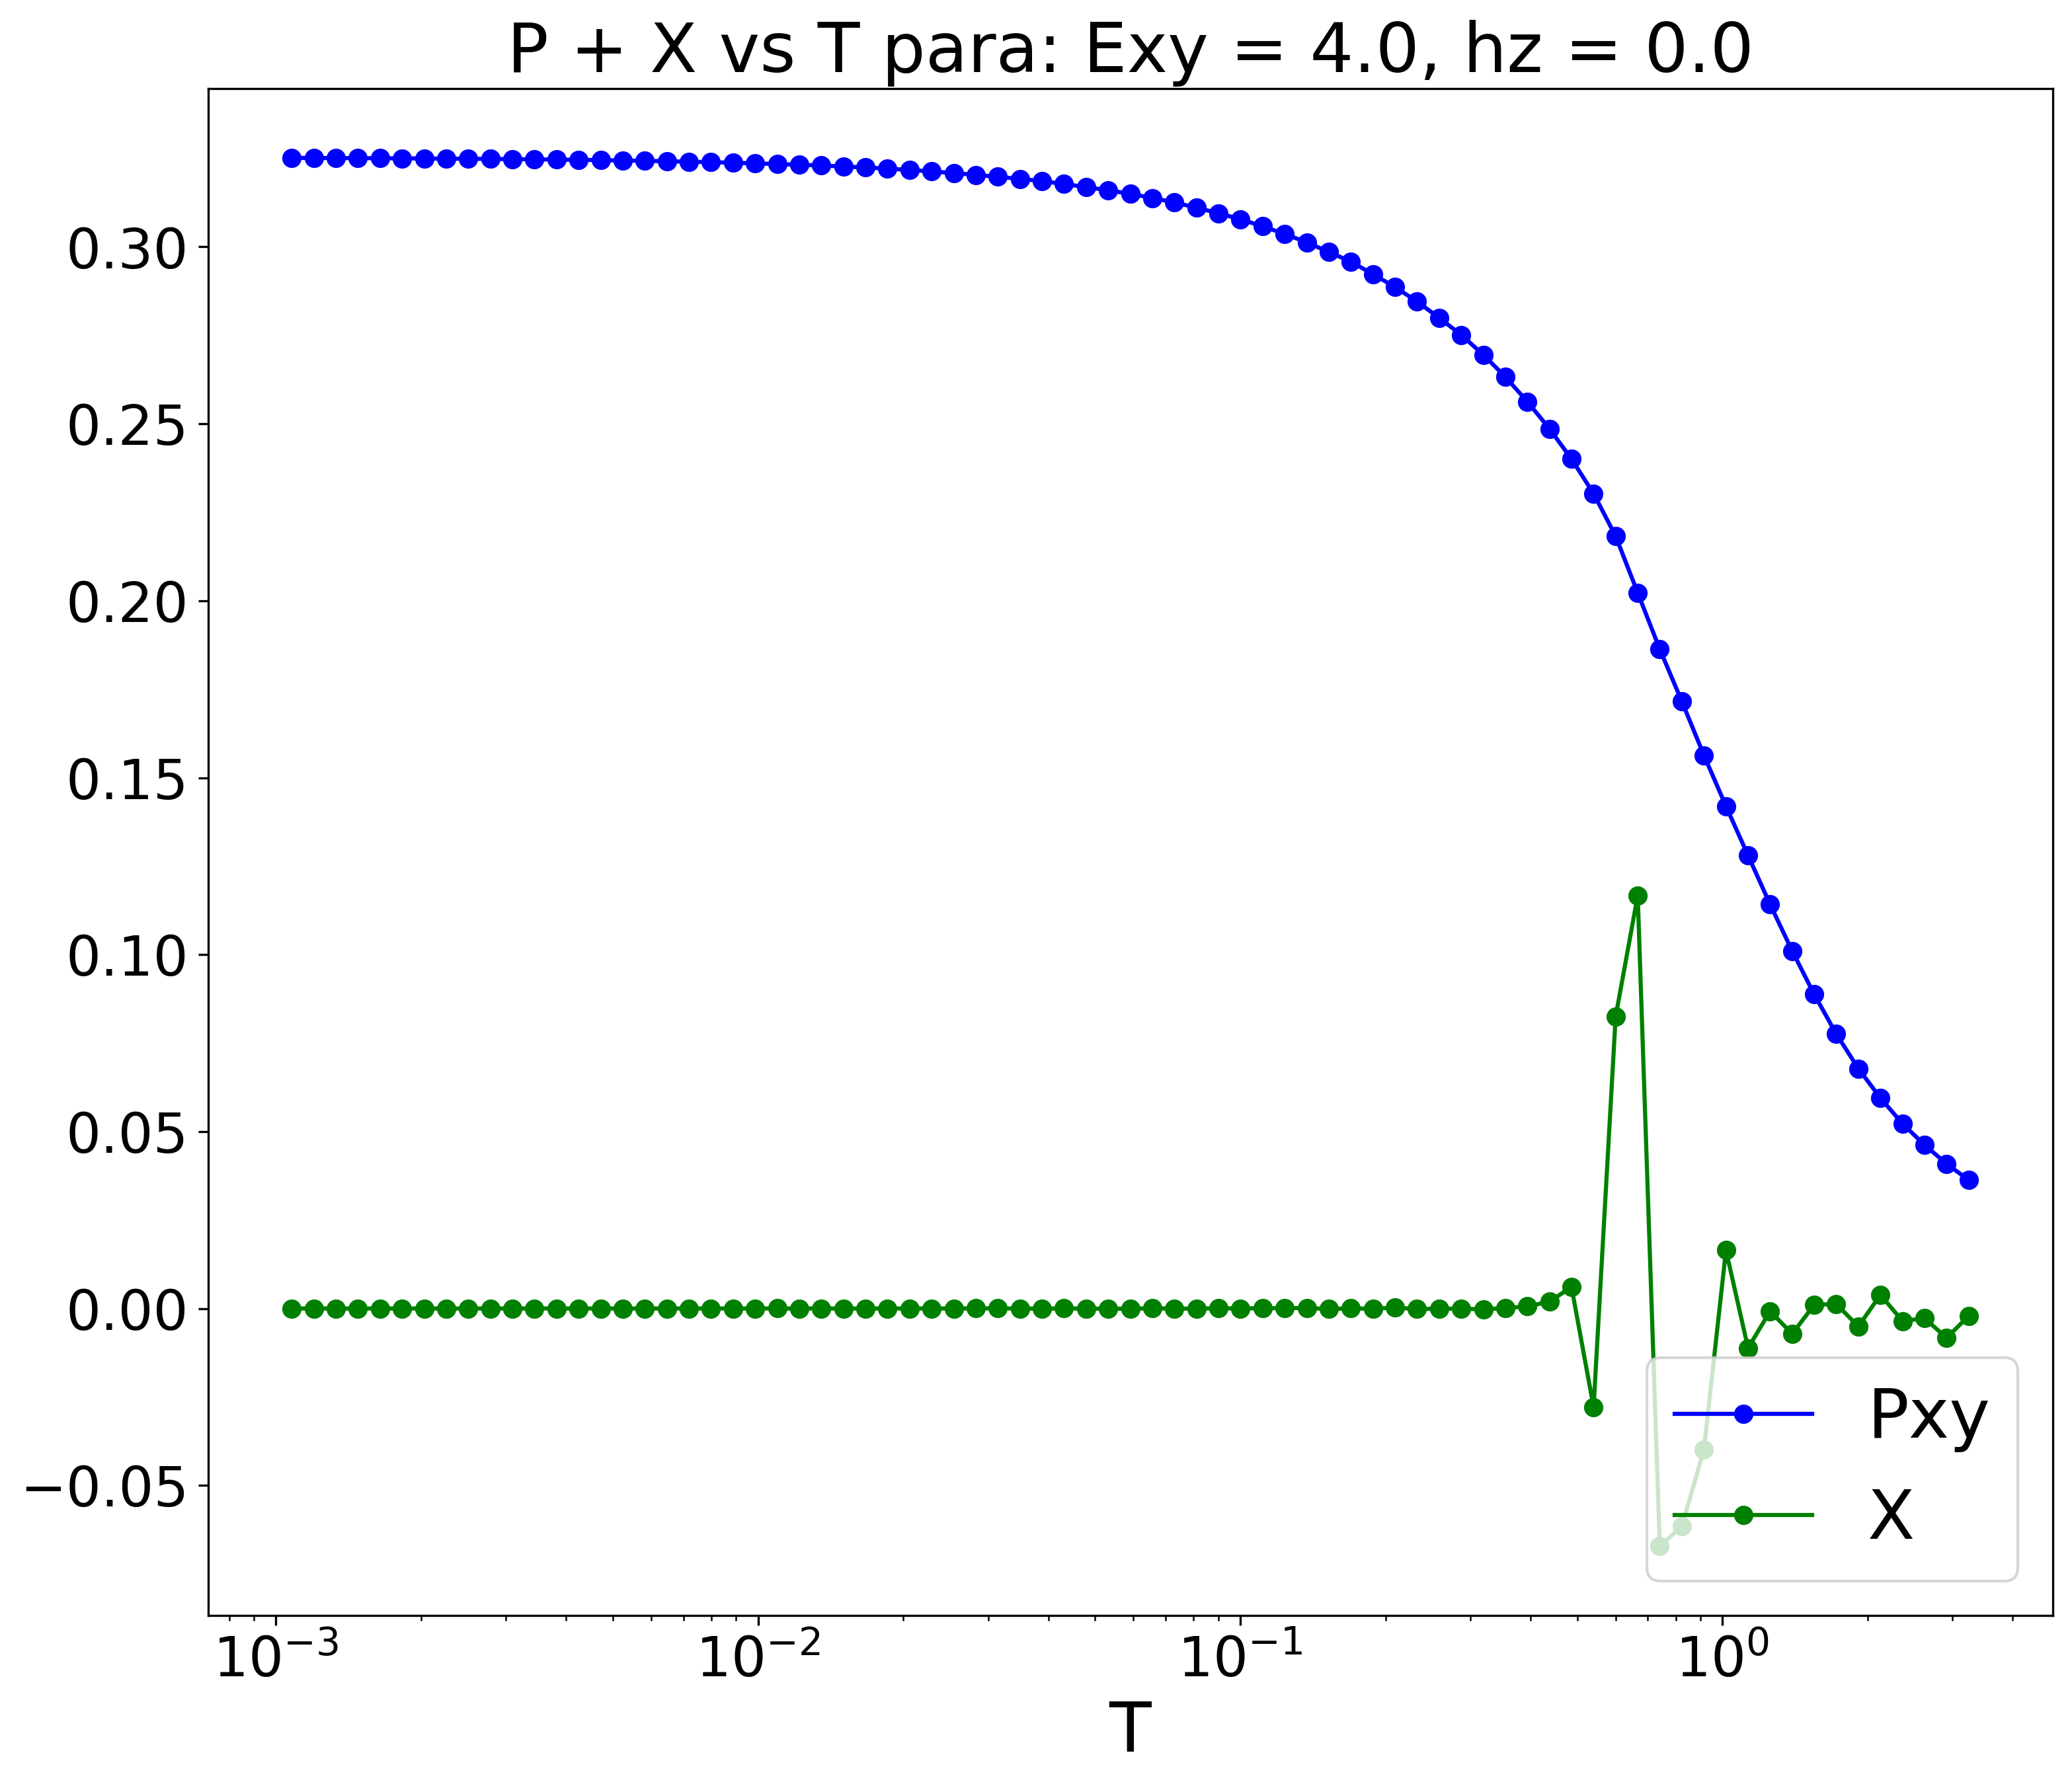 P + X vs T para: Exy = 4.0, hz = 0.0
0.30
0.25
0.20
0.15
0.10
0.05
0.00
−0.05
Pxy
X
10⁻³ 10⁻² 10⁻¹ 10⁰
T